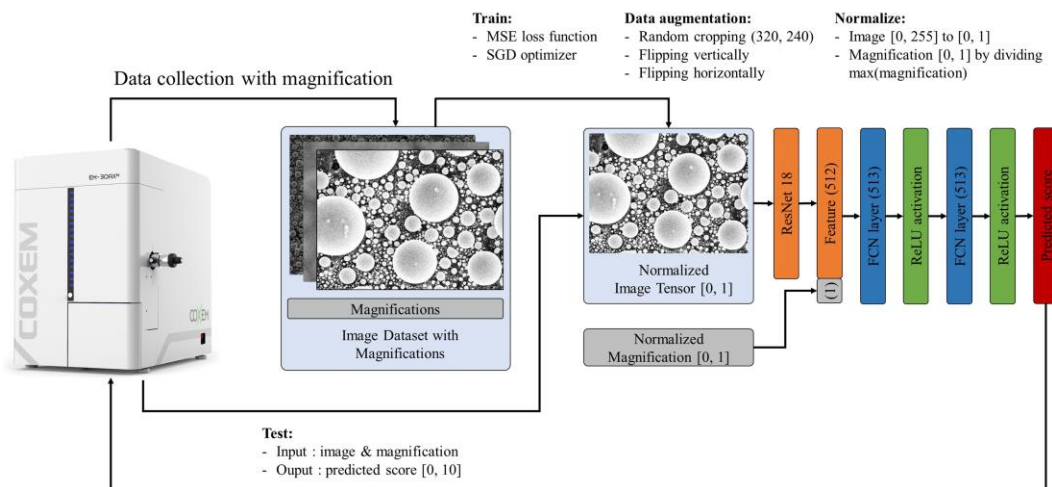 Train:
- MSE loss function
- SGD optimizer
Data augmentation:
- Random cropping (320, 240)
- Flipping vertically
- Flipping horizontally
Normalize:
- Image [0, 255] to [0, 1]
- Magnification [0, 1] by dividing
max(magnification)
Data collection with magnification
EM-30AX
COXEM
COXEM
Magnifications
Image Dataset with
Magnifications
Normalized
Image Tensor [0, 1]
Normalized
Magnification [0, 1]
ResNet 18
Feature (512)
(1)
FCN layer (513)
ReLU activation
FCN layer (513)
ReLU activation
Predicted score
Test:
- Input : image & magnification
- Ouput : predicted score [0, 10]